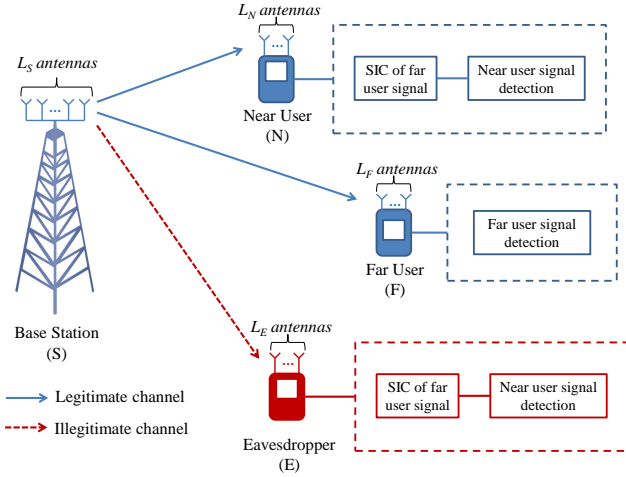 L_N antennas
...
Near User
(N)
SIC of far
user signal
Near user signal
detection
L_S antennas
...
L_F antennas
...
Far User
(F)
Far user signal
detection
Base Station
(S)
L_E antennas
...
Eavesdropper
(E)
SIC of far
user signal
Near user signal
detection
Legitimate channel
Illegitimate channel